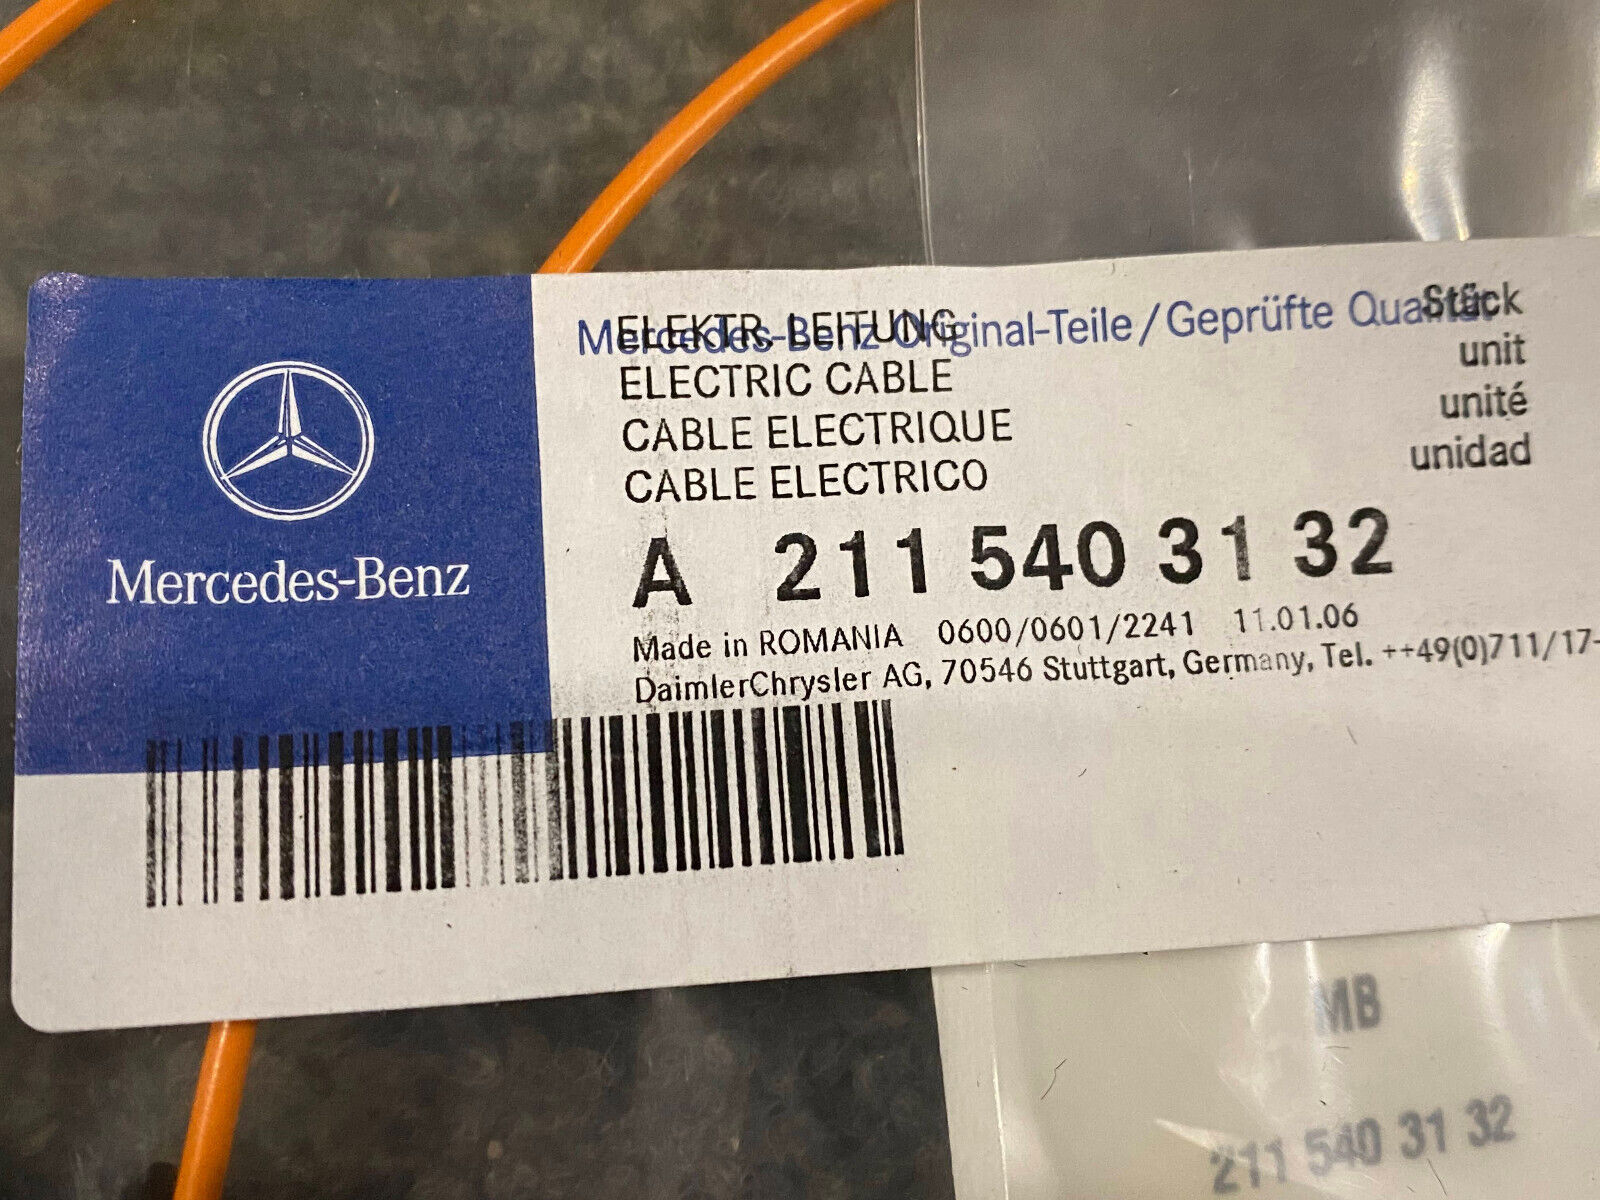 Mercedes-Benz
Mercedes-Benz Original-Teile/Geprüfte Qualität
ELEKTR. LEITUNG Stück
ELECTRIC CABLE unit
CABLE ELECTRIQUE unité
CABLE ELECTRICO unidad
A 211 540 31 32
Made in ROMANIA 0600/0601/2241 11.01.06
DaimlerChrysler AG, 70546 Stuttgart, Germany, Tel. ++49(0)711/17-
MB
211 540 31 32